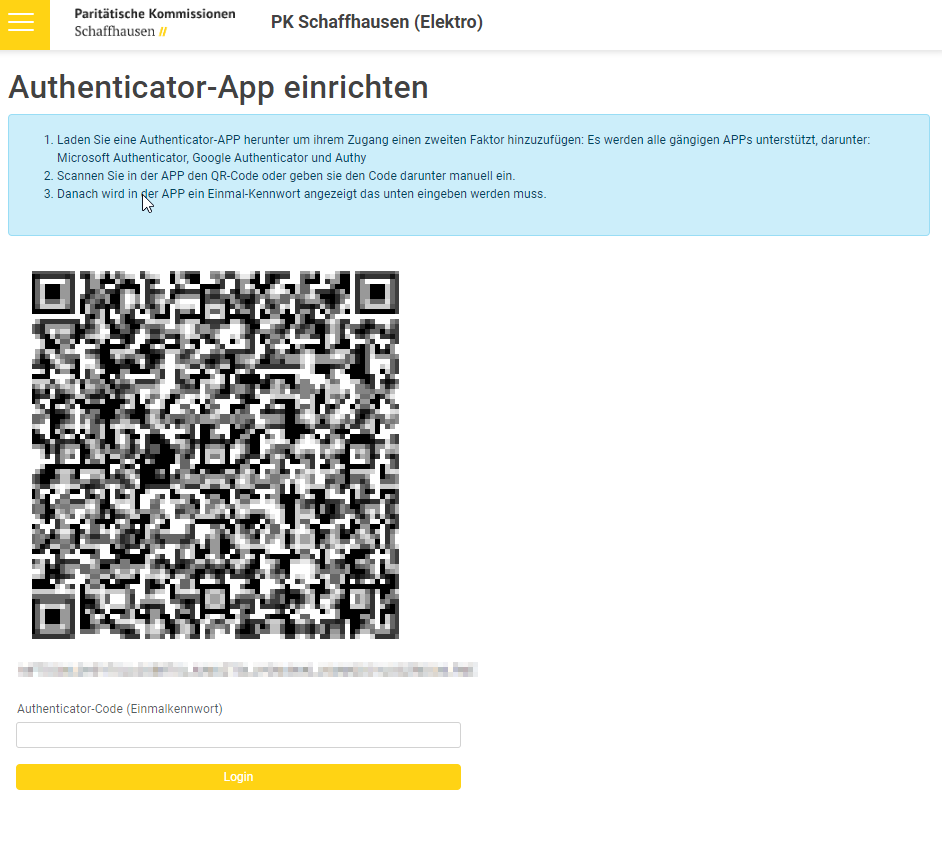 Paritätische Kommissionen
Schaffhausen //
PK Schaffhausen (Elektro)
Authenticator-App einrichten
1. Laden Sie eine Authenticator-APP herunter um ihrem Zugang einen zweiten Faktor hinzuzufügen: Es werden alle gängigen APPs unterstützt, darunter:
Microsoft Authenticator, Google Authenticator und Authy
2. Scannen Sie in der APP den QR-Code oder geben sie den Code darunter manuell ein.
3. Danach wird in der APP ein Einmal-Kennwort angezeigt das unten eingeben werden muss.
Authenticator-Code (Einmalkennwort)
Login